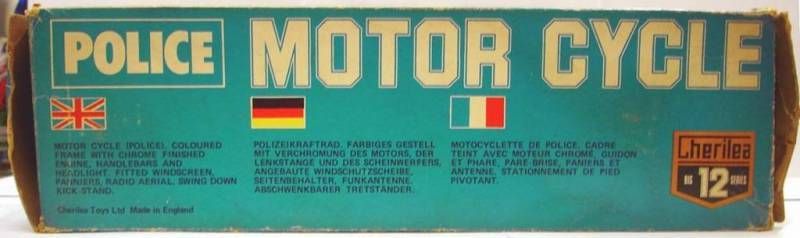 POLICE MOTOR CYCLE
MOTOR CYCLE (POLICE). COLOURED
FRAME WITH CHROME FINISHED
ENGINE, HANDLEBARS AND
HEADLIGHT. FITTED WINDSCREEN,
PANNIERS, RADIO AERIAL. SWING DOWN
KICK-STAND.
POLIZEIKRAFTRAD. FARBIGES GESTELL
MIT VERCHROMUNG DES MOTORS, DER
LENKSTANGE UND DES SCHEINWERFERS,
ANGEBAUTE WINDSCHUTZSCHEIBE,
SEITENBEHÄLTER, FUNKANTENNE,
ABSCHWENKBARER TRETSTÄNDER.
MOTOCYCLETTE DE POLICE. CADRE
TEINT AVEC MOTEUR CHROMÉ, GUIDON
ET PHARE, PARE-BRISE, PANIERS ET
ANTENNE, STATIONNEMENT DE PIED
PIVOTANT.
Cherilea
BIG 12 SERIES
Cherilea Toys Ltd Made in England